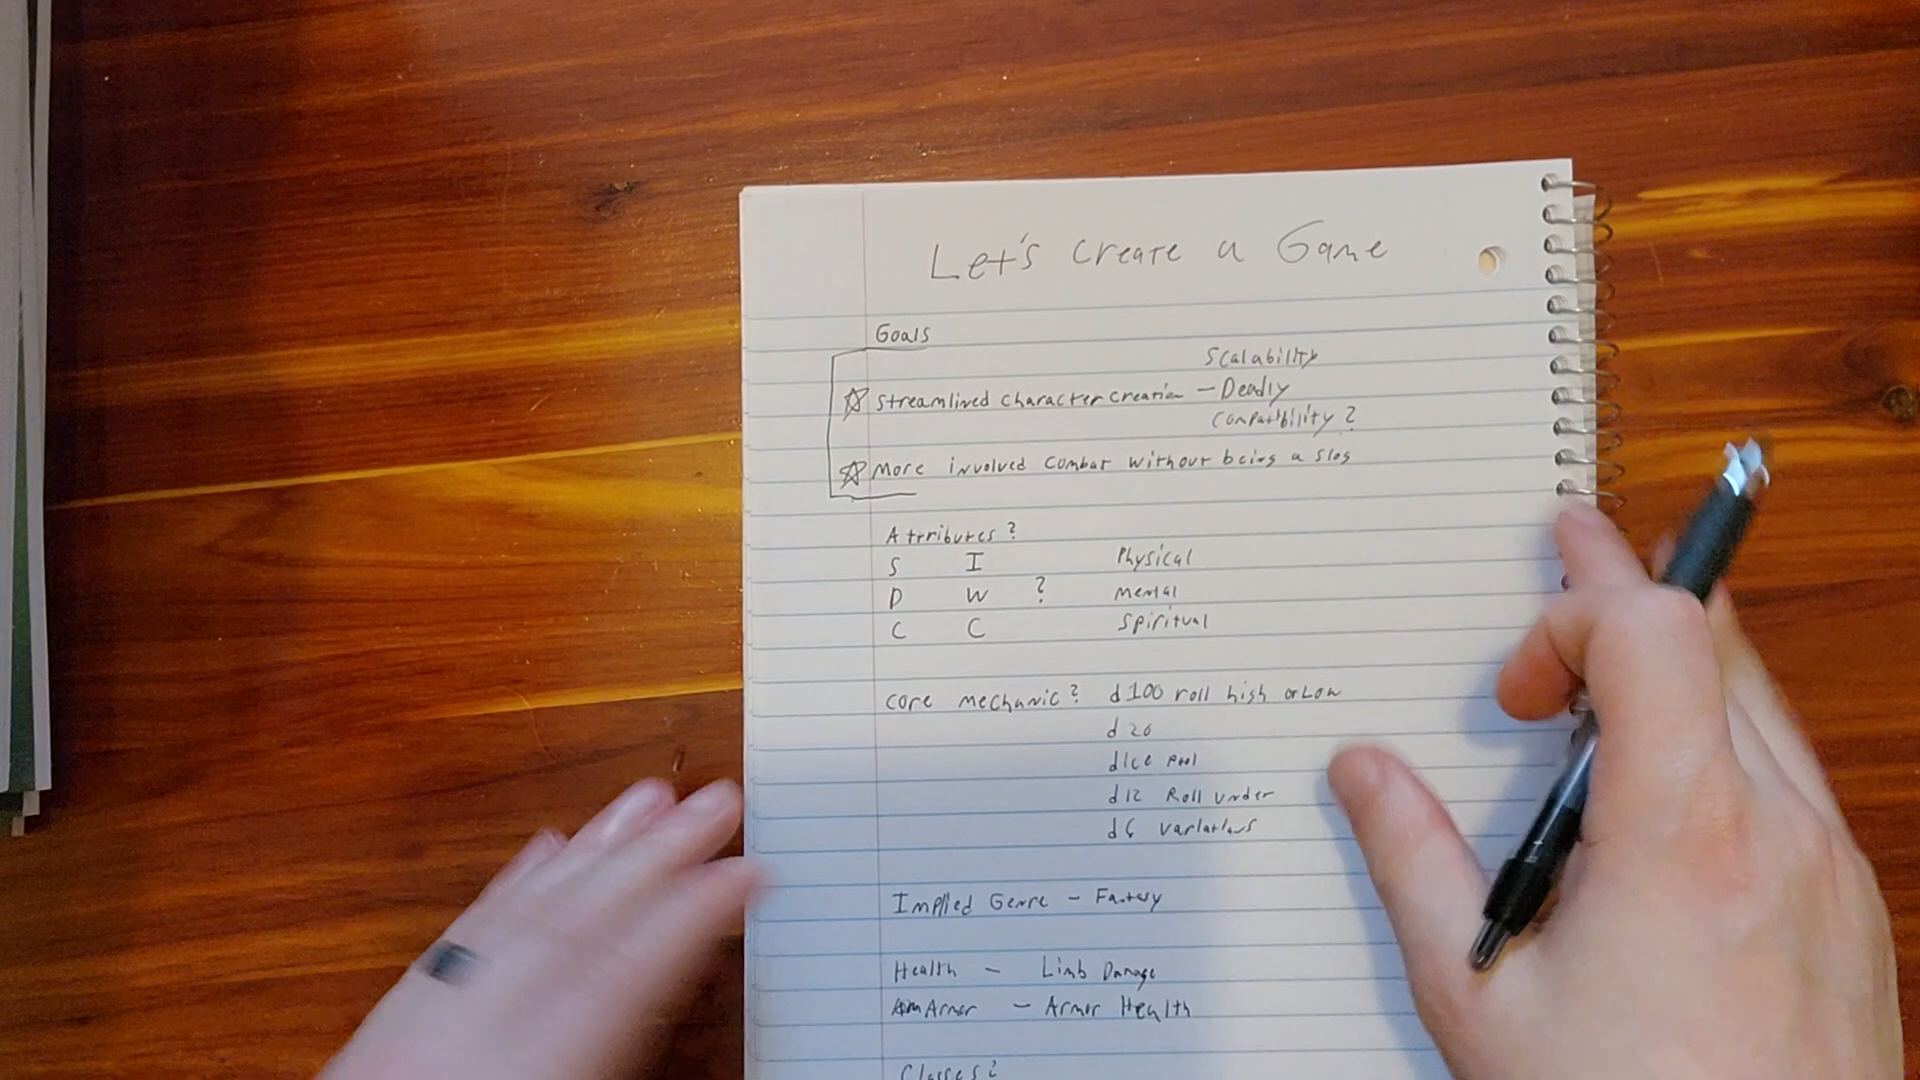 Let's create a Game
Goals
Scalability
☆ Streamlined character creation – Deadly
Compatibility?
☆ More involved combat without being a slog
Attributes?
S I Physical
D W ? Mental
C C Spiritual
core mechanic? d100 roll high or Low
d20
dice pool
d12 Roll under
d6 variations
Implied Genre – Fantasy
Health – Limb Damage
Armor – Armor Health
Classes?